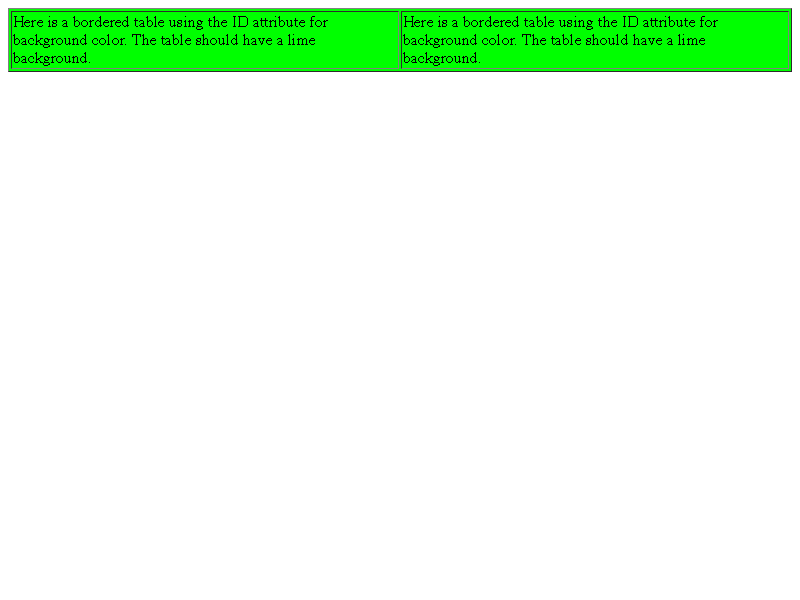 Here is a bordered table using the ID attribute for
background color. The table should have a lime
background.
Here is a bordered table using the ID attribute for
background color. The table should have a lime
background.